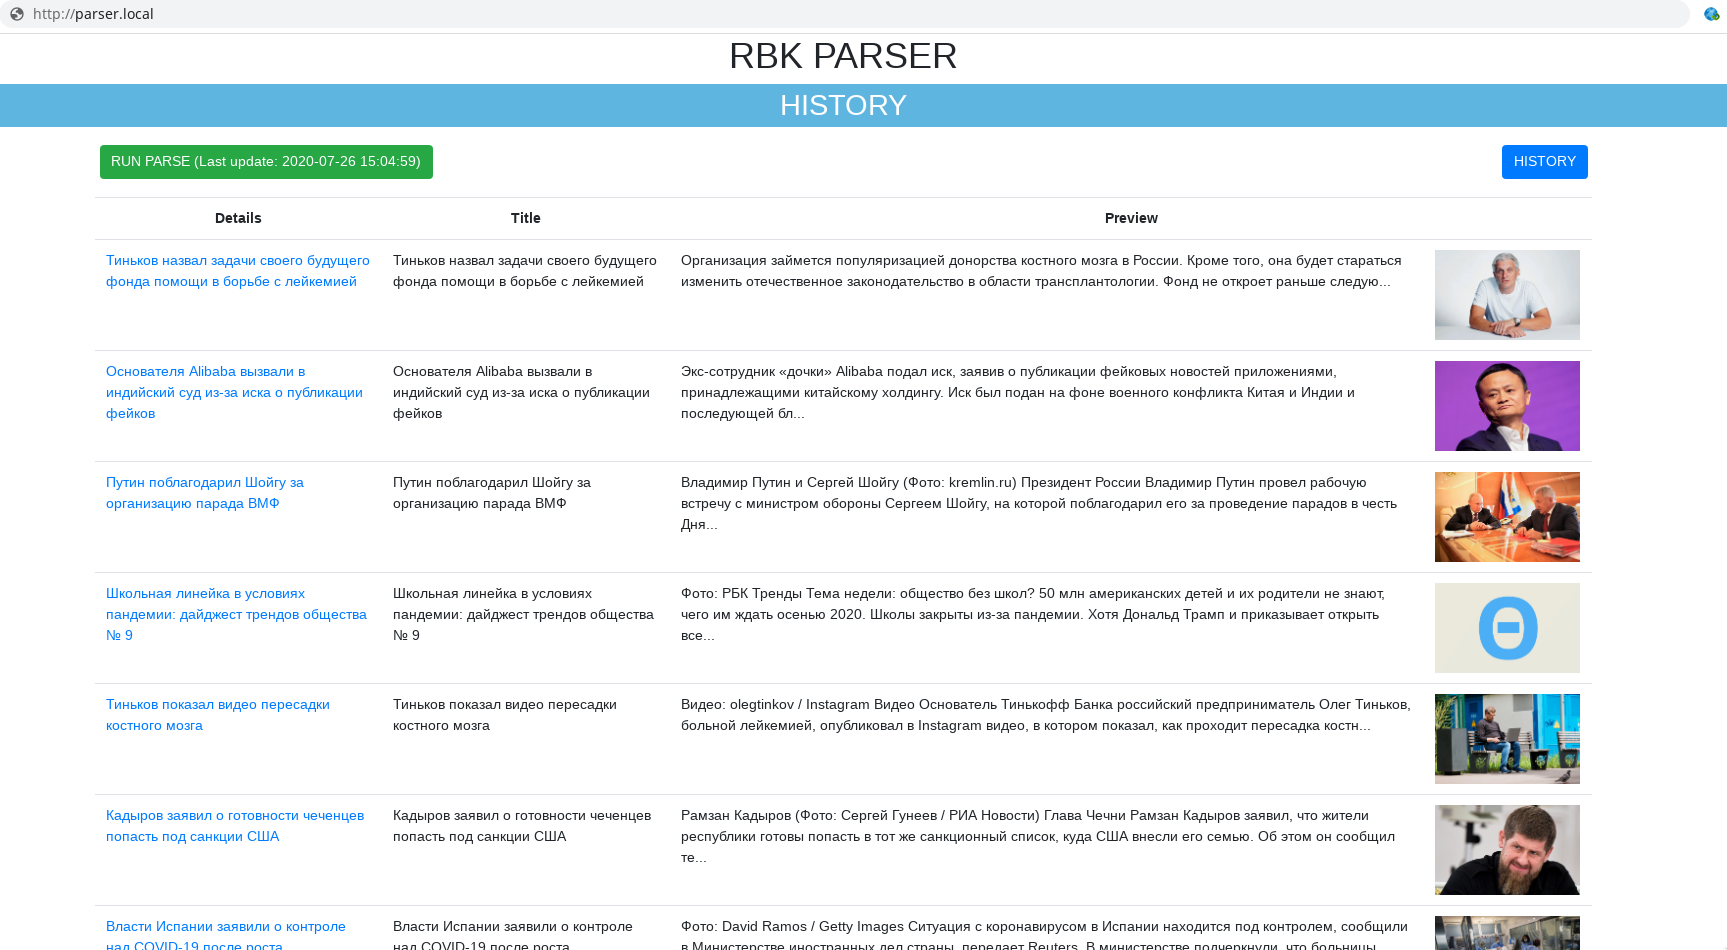 http://parser.local
RBK PARSER
HISTORY
RUN PARSE (Last update: 2020-07-26 15:04:59)
HISTORY
Details Title Preview
Тиньков назвал задачи своего будущего
фонда помощи в борьбе с лейкемией
Тиньков назвал задачи своего будущего
фонда помощи в борьбе с лейкемией
Организация займется популяризацией донорства костного мозга в России. Кроме того, она будет стараться
изменить отечественное законодательство в области трансплантологии. Фонд не откроет раньше следую...
Основателя Alibaba вызвали в
индийский суд из-за иска о публикации
фейков
Основателя Alibaba вызвали в
индийский суд из-за иска о публикации
фейков
Экс-сотрудник «дочки» Alibaba подал иск, заявив о публикации фейковых новостей приложениями,
принадлежащими китайскому холдингу. Иск был подан на фоне военного конфликта Китая и Индии и
последующей бл...
Путин поблагодарил Шойгу за
организацию парада ВМФ
Путин поблагодарил Шойгу за
организацию парада ВМФ
Владимир Путин и Сергей Шойгу (Фото: kremlin.ru) Президент России Владимир Путин провел рабочую
встречу с министром обороны Сергеем Шойгу, на которой поблагодарил его за проведение парадов в честь
Дня...
Школьная линейка в условиях
пандемии: дайджест трендов общества
№ 9
Школьная линейка в условиях
пандемии: дайджест трендов общества
№ 9
Фото: РБК Тренды Тема недели: общество без школ? 50 млн американских детей и их родители не знают,
чего им ждать осенью 2020. Школы закрыты из-за пандемии. Хотя Дональд Трамп и приказывает открыть
все...
Тиньков показал видео пересадки
костного мозга
Тиньков показал видео пересадки
костного мозга
Видео: olegtinkov / Instagram Видео Основатель Тинькофф Банка российский предприниматель Олег Тиньков,
больной лейкемией, опубликовал в Instagram видео, в котором показал, как проходит пересадка костн...
Кадыров заявил о готовности чеченцев
попасть под санкции США
Кадыров заявил о готовности чеченцев
попасть под санкции США
Рамзан Кадыров (Фото: Сергей Гунеев / РИА Новости) Глава Чечни Рамзан Кадыров заявил, что жители
республики готовы попасть в тот же санкционный список, куда США внесли его семью. Об этом он сообщил
те...
Власти Испании заявили о контроле
над COVID-19 после роста
Власти Испании заявили о контроле
над COVID-19 после роста
Фото: David Ramos / Getty Images Ситуация с коронавирусом в Испании находится под контролем, сообщили
в Министерстве иностранных дел страны, передает Reuters. В министерстве подчеркнули, что больницы